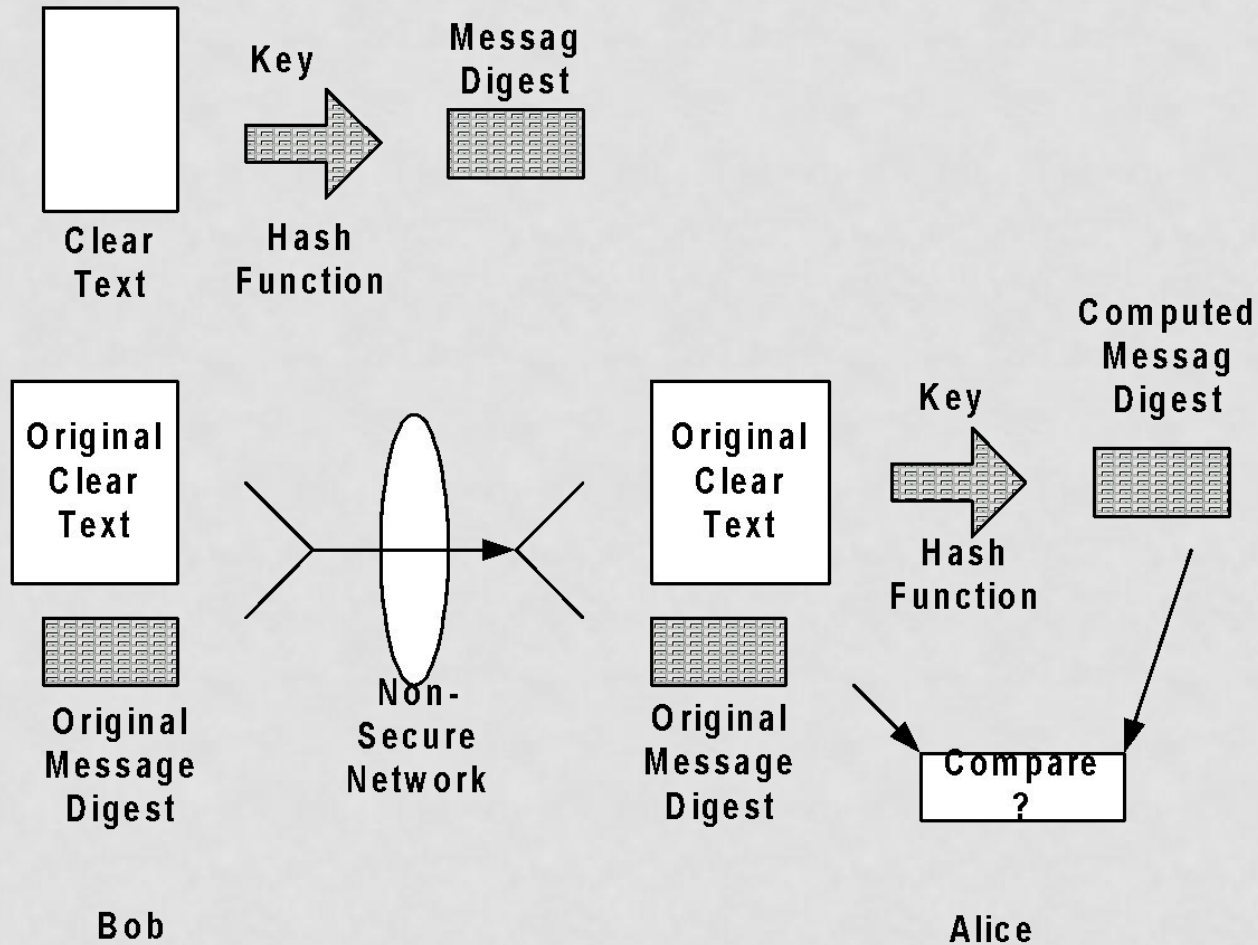 Key
Messag
Digest
Clear
Text
Hash
Function
Original
Clear
Text
Original
Message
Digest
Non-
Secure
Network
Original
Clear
Text
Original
Message
Digest
Key
Hash
Function
Computed
Messag
Digest
Compare
?
Bob
Alice